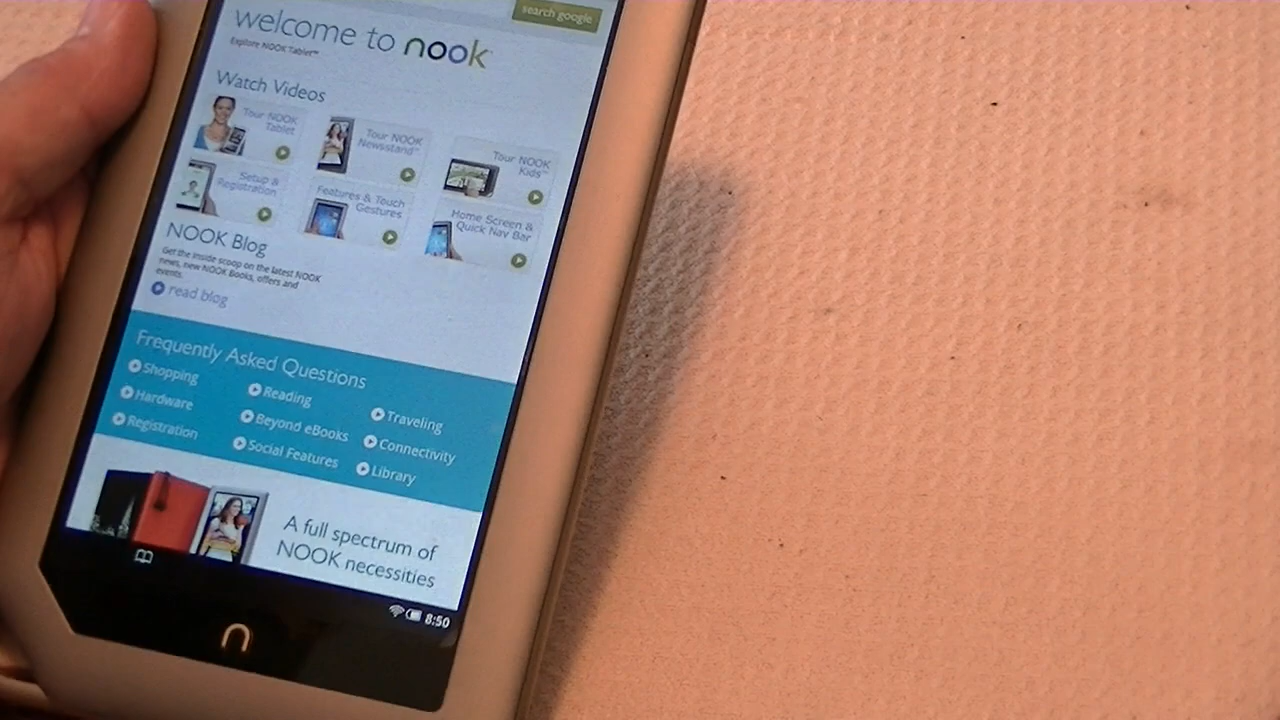 search google
welcome to nook
Explore NOOK Tablet™
Watch Videos
Tour NOOK
Tablet
Tour NOOK
Newsstand™
Tour NOOK
Kids™
Setup &
Registration
Features & Touch
Gestures
Home Screen &
Quick Nav Bar
NOOK Blog
Get the inside scoop on the latest NOOK
news, new NOOK Books, offers and
events.
read blog
Frequently Asked Questions
Shopping
Reading
Traveling
Hardware
Beyond eBooks
Connectivity
Registration
Social Features
Library
A full spectrum of
NOOK necessities
8:50
n